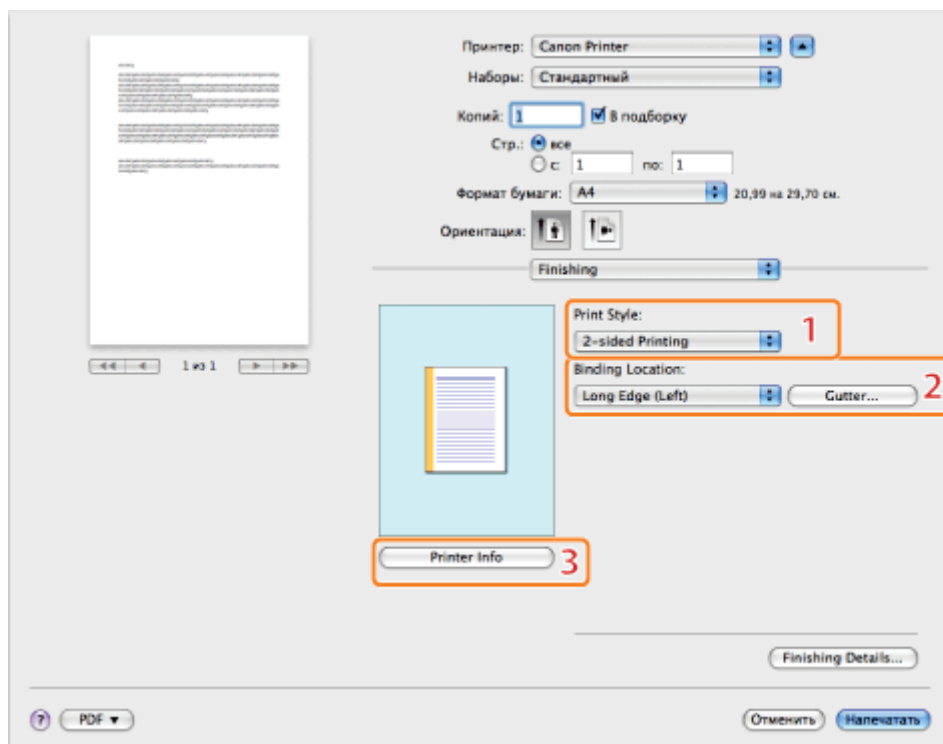 Принтер: Canon Printer
Наборы: Стандартный
Копий: 1 В подборку
Стр.: все
с: 1 по: 1
Формат бумаги: A4 20,99 на 29,70 см.
Ориентация:
Finishing
1 из 1
Print Style:
2-sided Printing 1
Binding Location:
Long Edge (Left) Gutter... 2
Printer Info 3
Finishing Details...
? PDF Отменить Напечатать